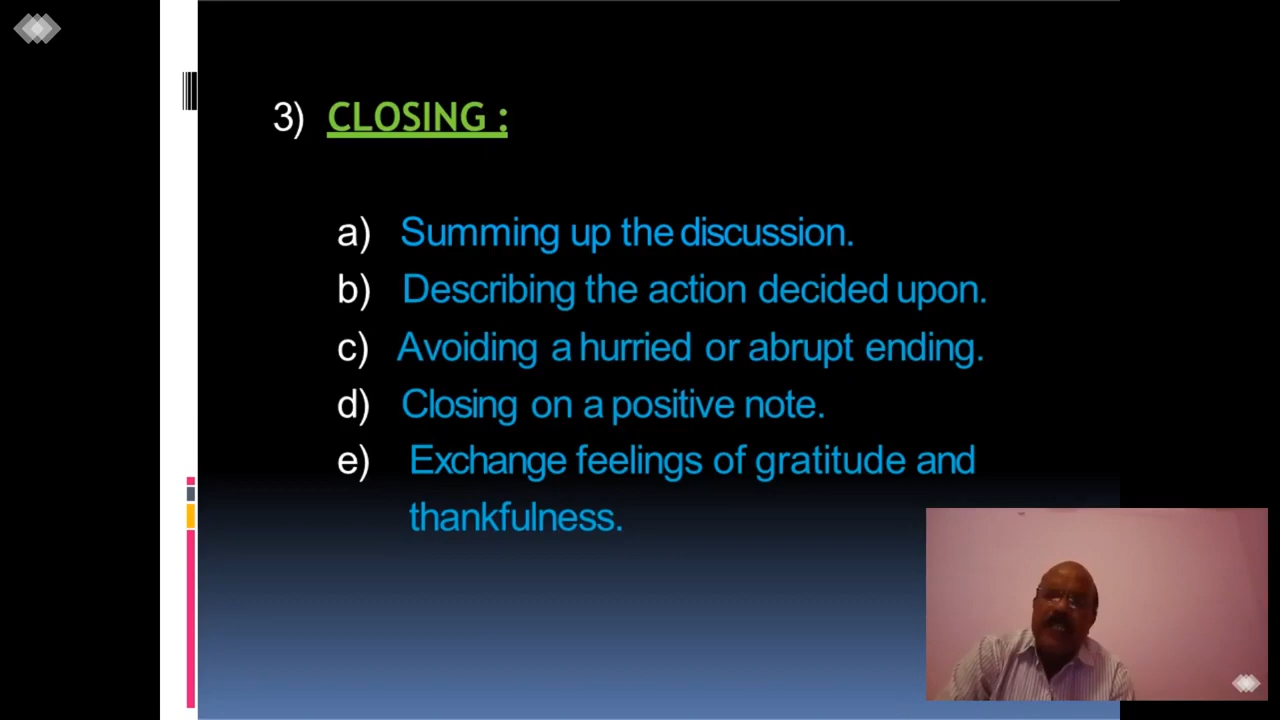 3) CLOSING :
a) Summing up the discussion.
b) Describing the action decided upon.
c) Avoiding a hurried or abrupt ending.
d) Closing on a positive note.
e) Exchange feelings of gratitude and
thankfulness.